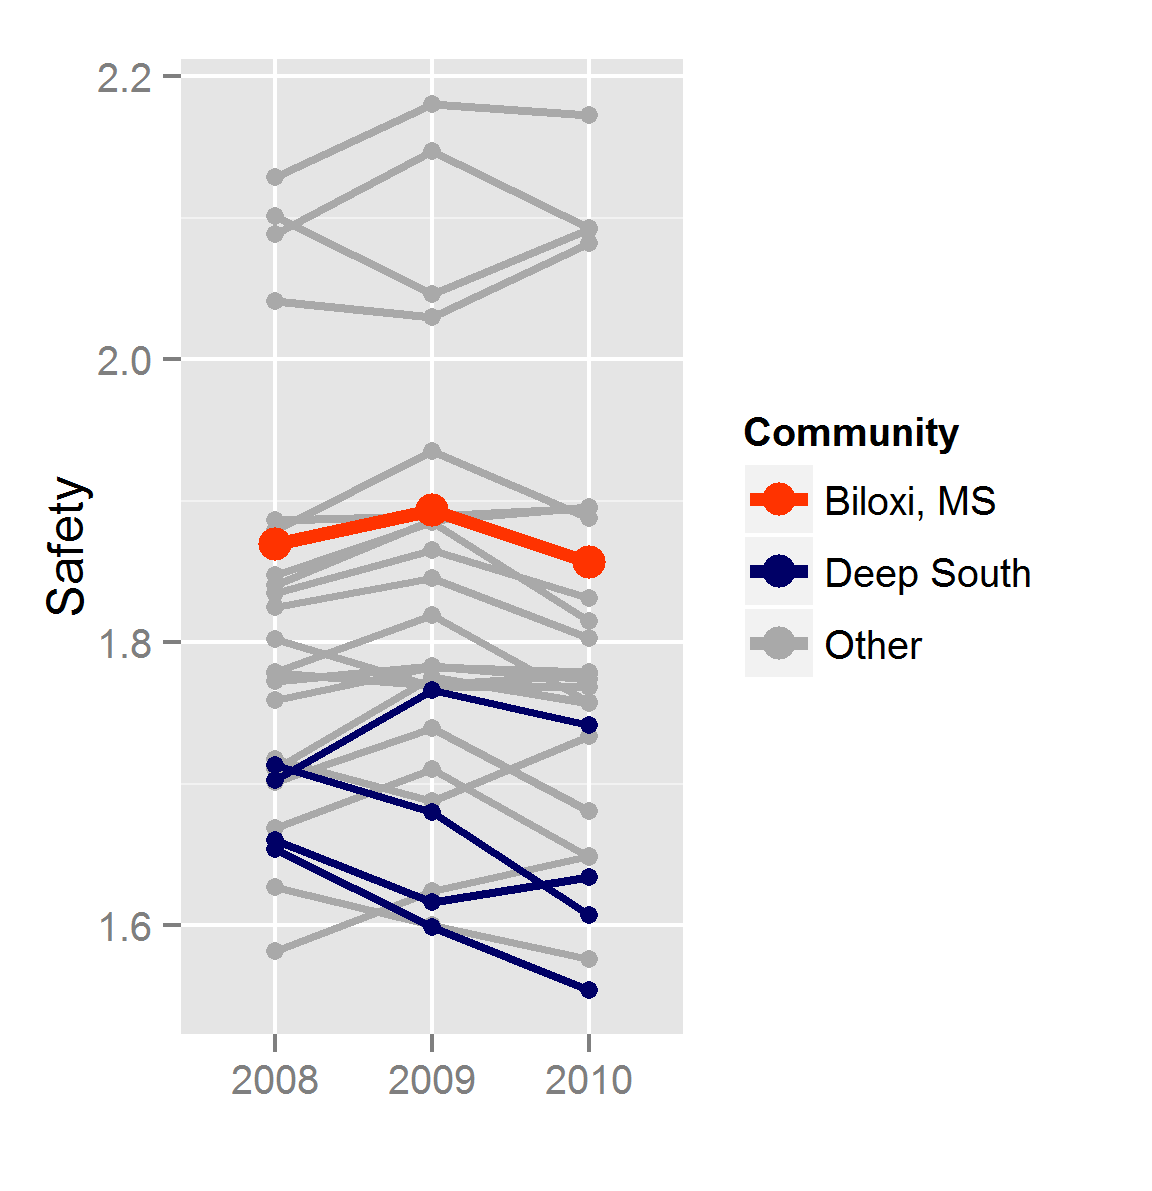 Safety
2.2
2.0
1.8
1.6
2008 2009 2010
Community
Biloxi, MS
Deep South
Other